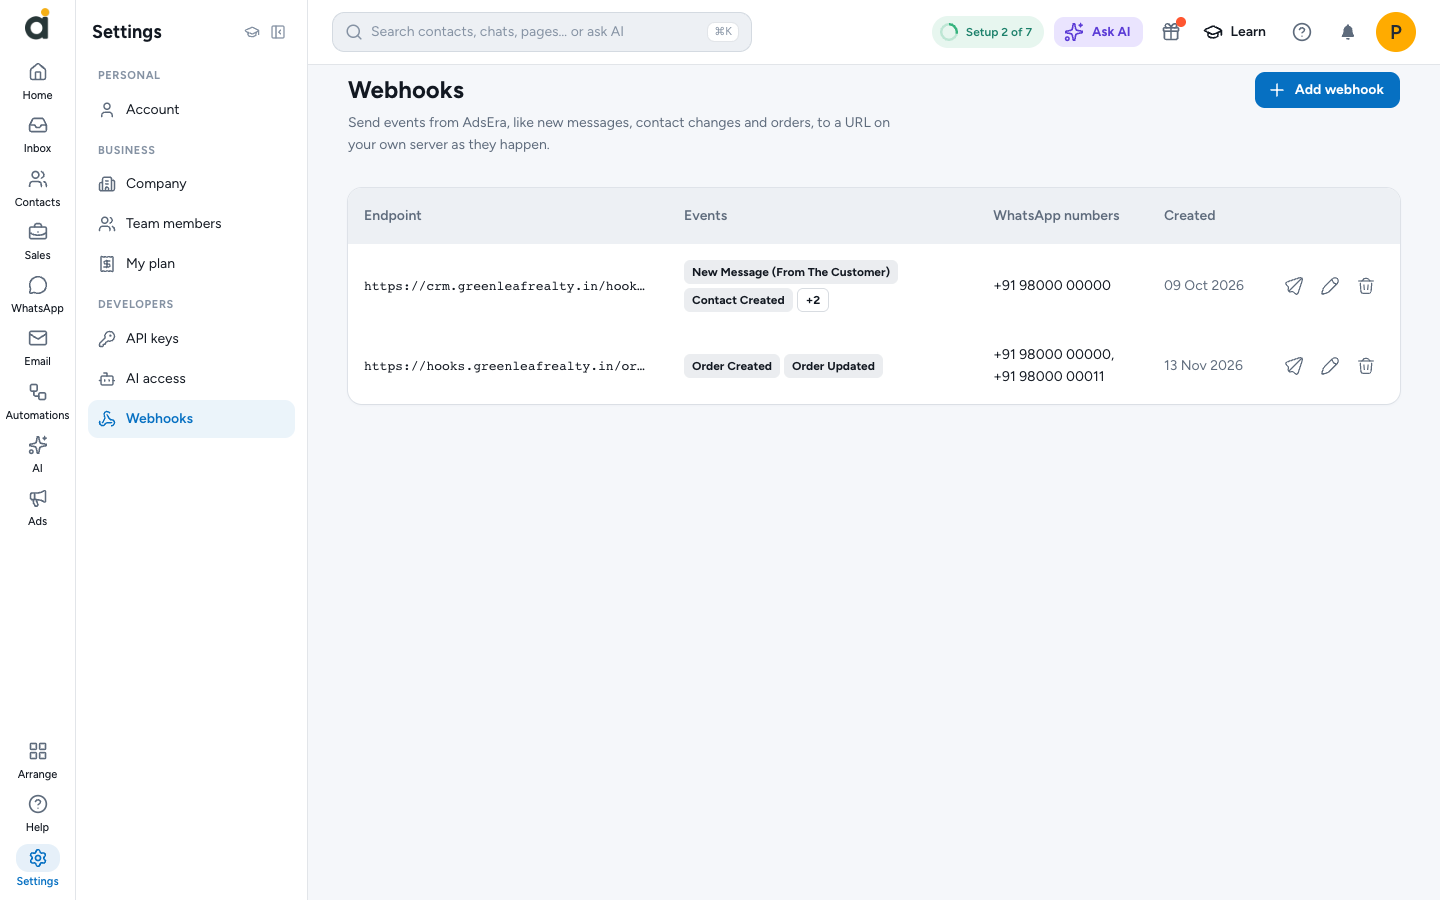 Settings
Search contacts, chats, pages... or ask AI
⌘K
Setup 2 of 7
Ask AI
Learn
P
Home
Inbox
Contacts
Sales
WhatsApp
Email
Automations
AI
Ads
Arrange
Help
Settings
PERSONAL
Account
BUSINESS
Company
Team members
My plan
DEVELOPERS
API keys
AI access
Webhooks
Webhooks
Add webhook
Send events from AdsEra, like new messages, contact changes and orders, to a URL on
your own server as they happen.
Endpoint Events WhatsApp numbers Created
https://crm.greenleafrealty.in/hook…
New Message (From The Customer)
Contact Created +2
+91 98000 00000
09 Oct 2026
https://hooks.greenleafrealty.in/or…
Order Created Order Updated
+91 98000 00000,
+91 98000 00011
13 Nov 2026